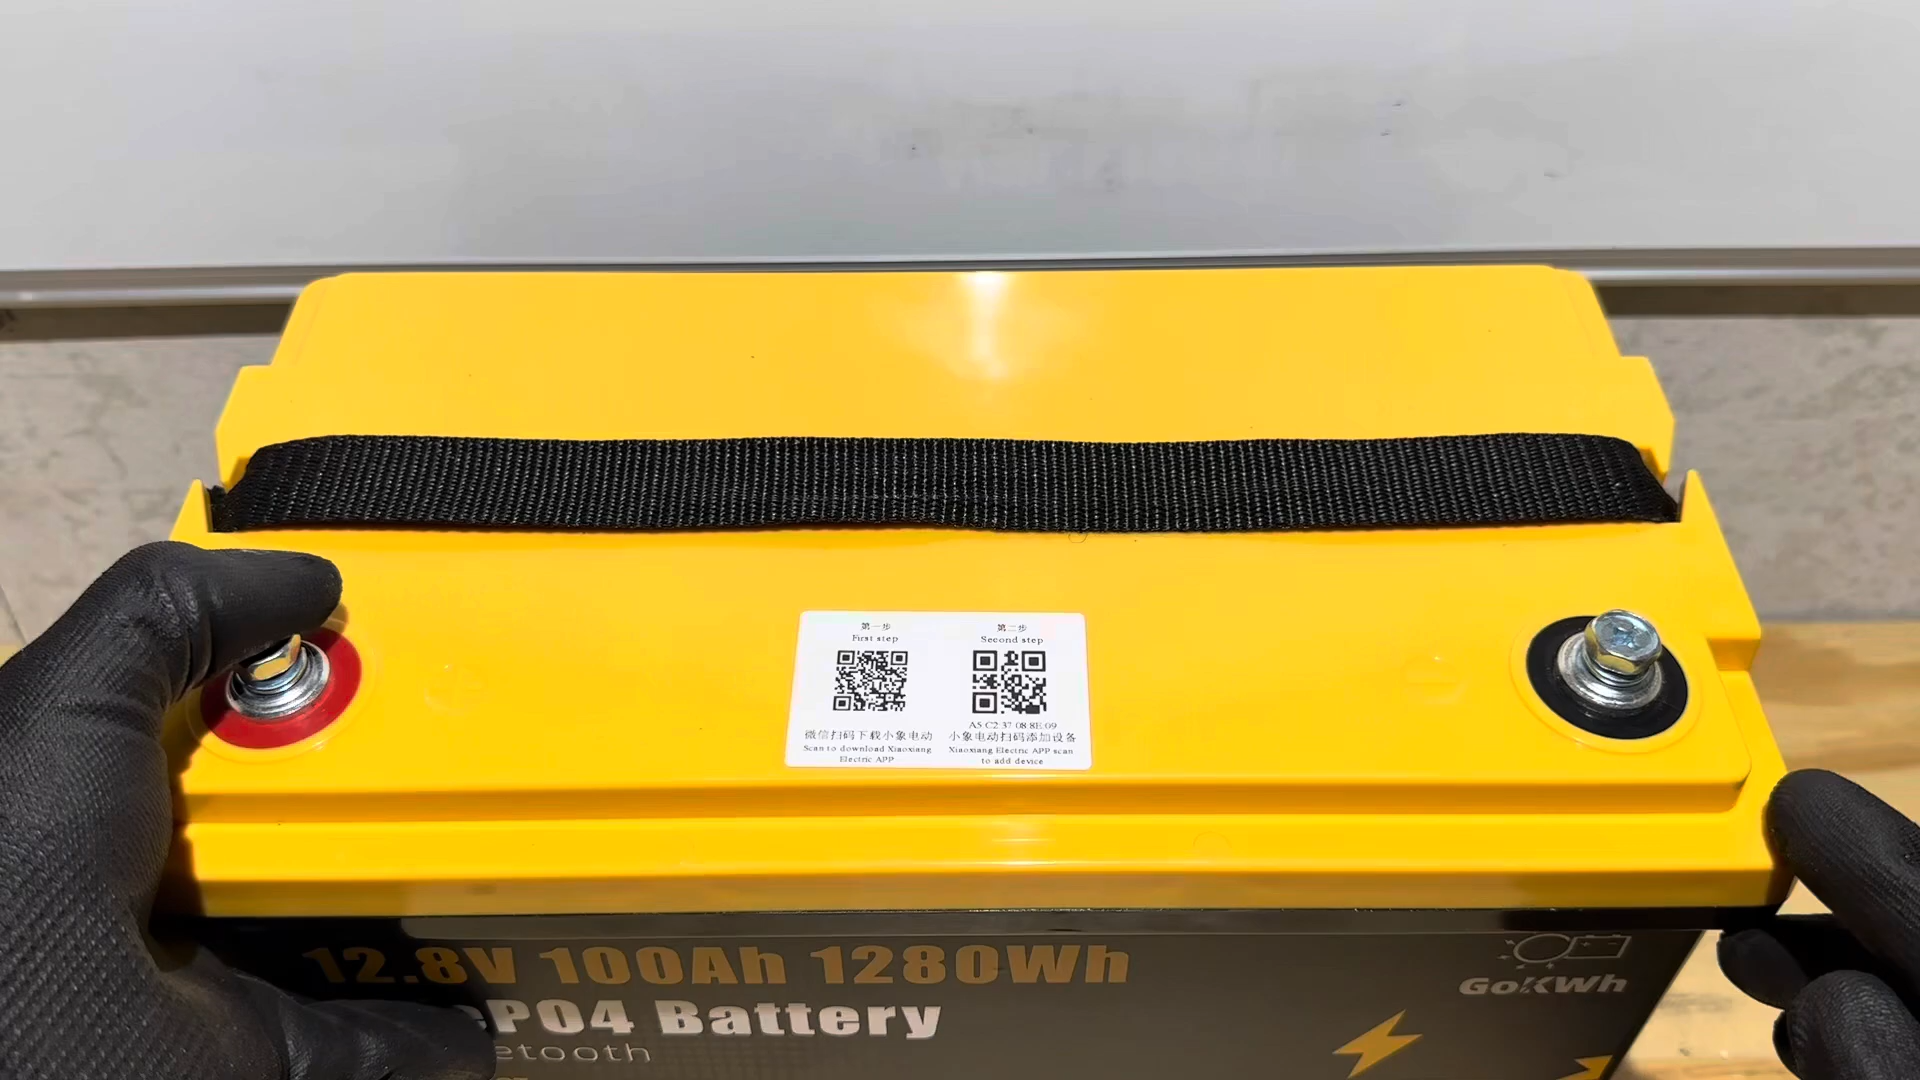 第一步
First step
微信扫码下载小象电动
Scan to download Xiaoxiang
Electric APP
第二步
Second step
A5 C2 37 08 8E 09
小象电动扫码添加设备
Xiaoxiang Electric APP scan
to add device
12.8V 100Ah 1280Wh
ePO4 Battery
etooth
GoKWh